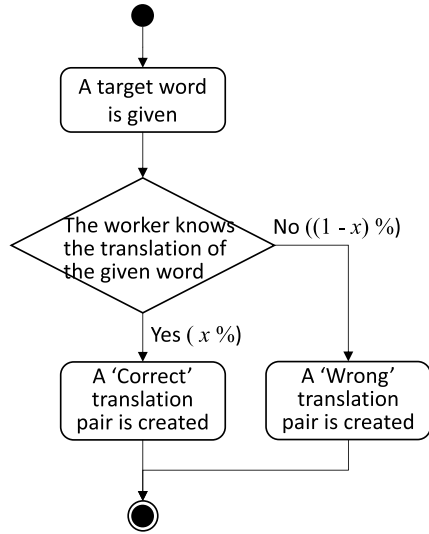 A target word
is given
The worker knows
the translation of
the given word
No ((1 - x) %)
Yes ( x %)
A ‘Correct’
translation
pair is created
A ‘Wrong’
translation
pair is created